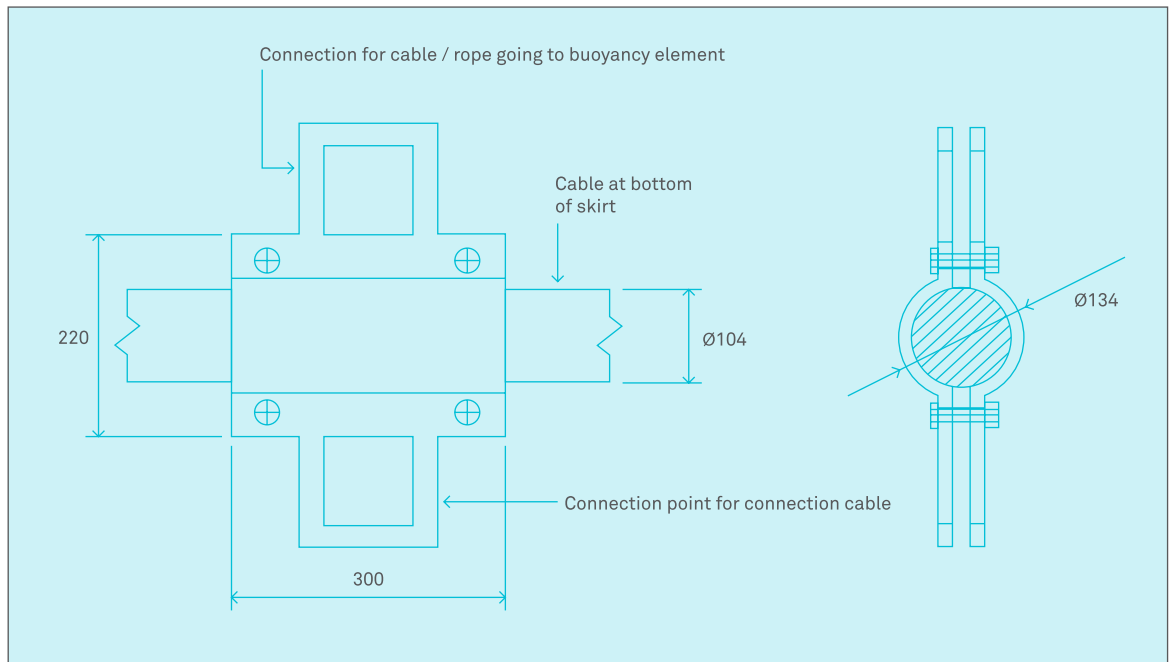 Connection for cable / rope going to buoyancy element
Cable at bottom
of skirt
Ø134
220
Ø104
Connection point for connection cable
300